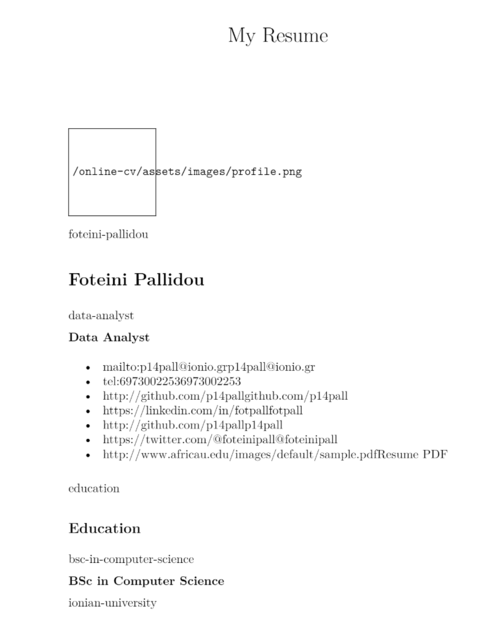 My Resume
/online-cv/assets/images/profile.png
foteini-pallidou
Foteini Pallidou
data-analyst
Data Analyst
• mailto:p14pall@ionio.grp14pall@ionio.gr
• tel:69730022536973002253
• http://github.com/p14pallgithub.com/p14pall
• https://linkedin.com/in/fotpallfotpall
• http://github.com/p14pallp14pall
• https://twitter.com/@foteinipall@foteinipall
• http://www.africau.edu/images/default/sample.pdfResume PDF
education
Education
bsc-in-computer-science
BSc in Computer Science
ionian-university